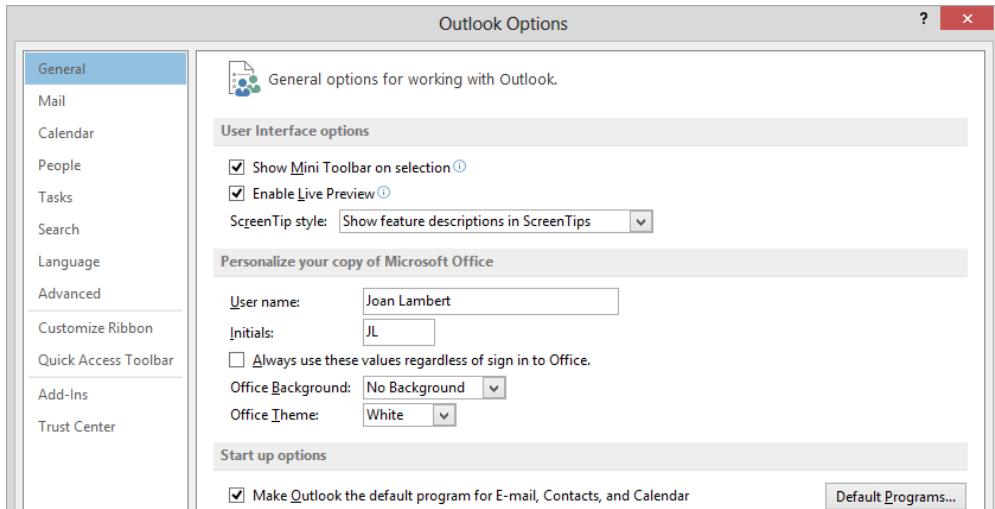 Outlook Options
?
General
Mail
Calendar
People
Tasks
Search
Language
Advanced
Customize Ribbon
Quick Access Toolbar
Add-Ins
Trust Center
General options for working with Outlook.
User Interface options
Show Mini Toolbar on selection
Enable Live Preview
ScreenTip style: Show feature descriptions in ScreenTips
Personalize your copy of Microsoft Office
User name: Joan Lambert
Initials: JL
Always use these values regardless of sign in to Office.
Office Background: No Background
Office Theme: White
Start up options
Make Outlook the default program for E-mail, Contacts, and Calendar Default Programs...